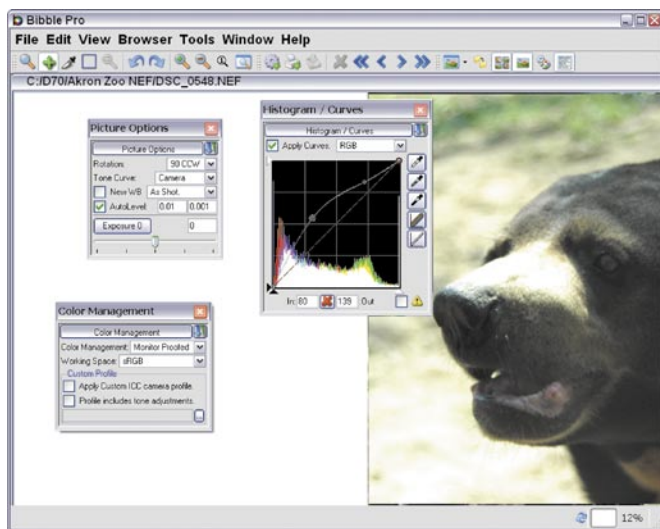 Bibble Pro
File Edit View Browser Tools Window Help
C:/D70/Akron Zoo NEF/DSC_0548.NEF
Picture Options
Picture Options
Rotation: 90 CCW
Tone Curve: Camera
New WB As Shot.
AutoLevel 0.01 0.001
Exposure 0 0
Histogram / Curves
Histogram / Curves
Apply Curves. RGB
In: 80 139 Out
Color Management
Color Management
Color Management: Monitor Proofed
Working Space: sRGB
Custom Profile
Apply Custom ICC camera profile.
Profile includes tone adjustments.
12%